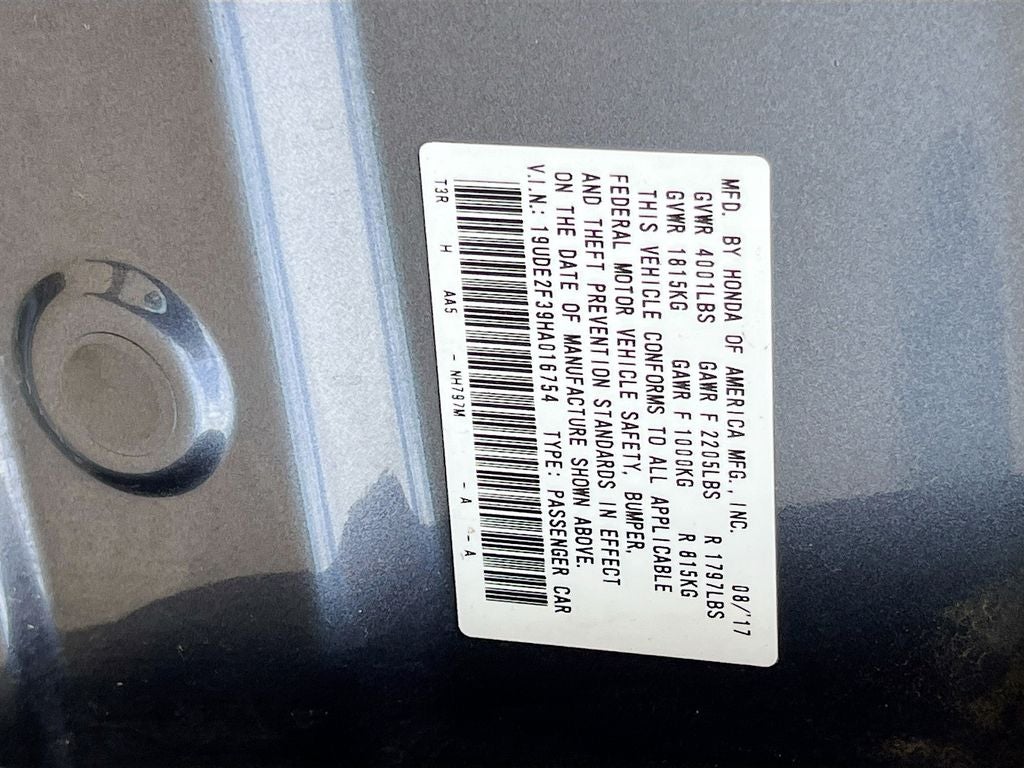 MFD. BY HONDA OF AMERICA MFG., INC. 08/'17
GVWR 4001LBS GAWR F 2205LBS R 1797LBS
GVWR 1815KG GAWR F 1000KG R 815KG
THIS VEHICLE CONFORMS TO ALL APPLICABLE
FEDERAL MOTOR VEHICLE SAFETY, BUMPER,
AND THEFT PREVENTION STANDARDS IN EFFECT
ON THE DATE OF MANUFACTURE SHOWN ABOVE.
V.I.N.: 19UDE2F39HA016754 TYPE: PASSENGER CAR
T3R H AA5 - NH797M - A - A